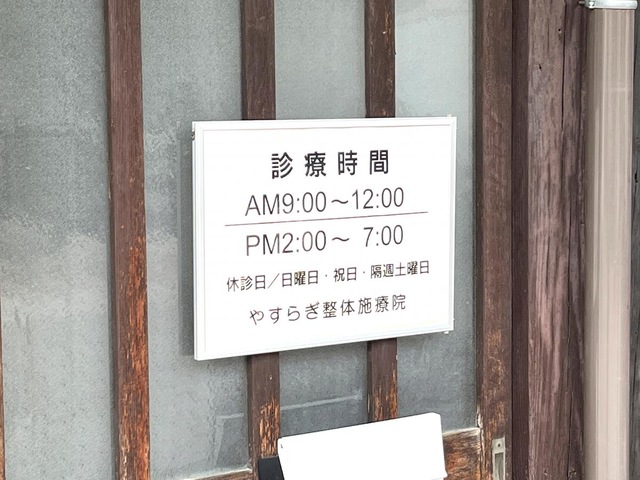 診療時間
AM9:00～12:00
PM2:00～ 7:00
休診日／日曜日・祝日・隔週土曜日
やすらぎ整体施療院